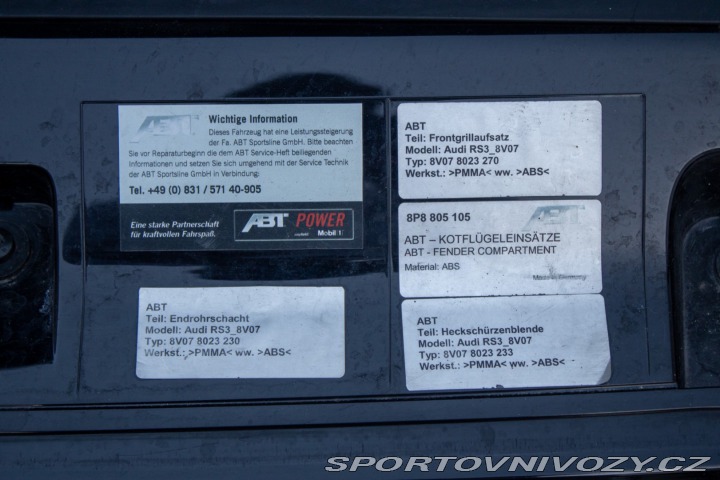 ABT
Wichtige Information
Dieses Fahrzeug hat eine Leistungssteigerung
der Fa. ABT Sportsline GmbH. Bitte beachten
Sie vor Reparaturbeginn die dem ABT Service-Heft beiliegenden
Informationen und setzen Sie sich umgehend mit der Service Technik
der ABT Sportsline GmbH in Verbindung:
Tel. +49 (0) 831 / 571 40-905
Eine starke Partnerschaft
für kraftvollen Fahrspaß.
ABT POWER
Mobil 1
ABT
Teil: Frontgrillaufsatz
Modell: Audi RS3_8V07
Typ: 8V07 8023 270
Werkst.: >PMMA< ww. >ABS<
8P8 805 105
ABT
ABT – KOTFLÜGELEINSÄTZE
ABT - FENDER COMPARTMENT
Material: ABS
Made in Germany
ABT
Teil: Endrohrschacht
Modell: Audi RS3_8V07
Typ: 8V07 8023 230
Werkst.: >PMMA< ww. >ABS<
ABT
Teil: Heckschürzenblende
Modell: Audi RS3_8V07
Typ: 8V07 8023 233
Werkst.: >PMMA< ww. >ABS<
SPORTOVNIVOZY.CZ